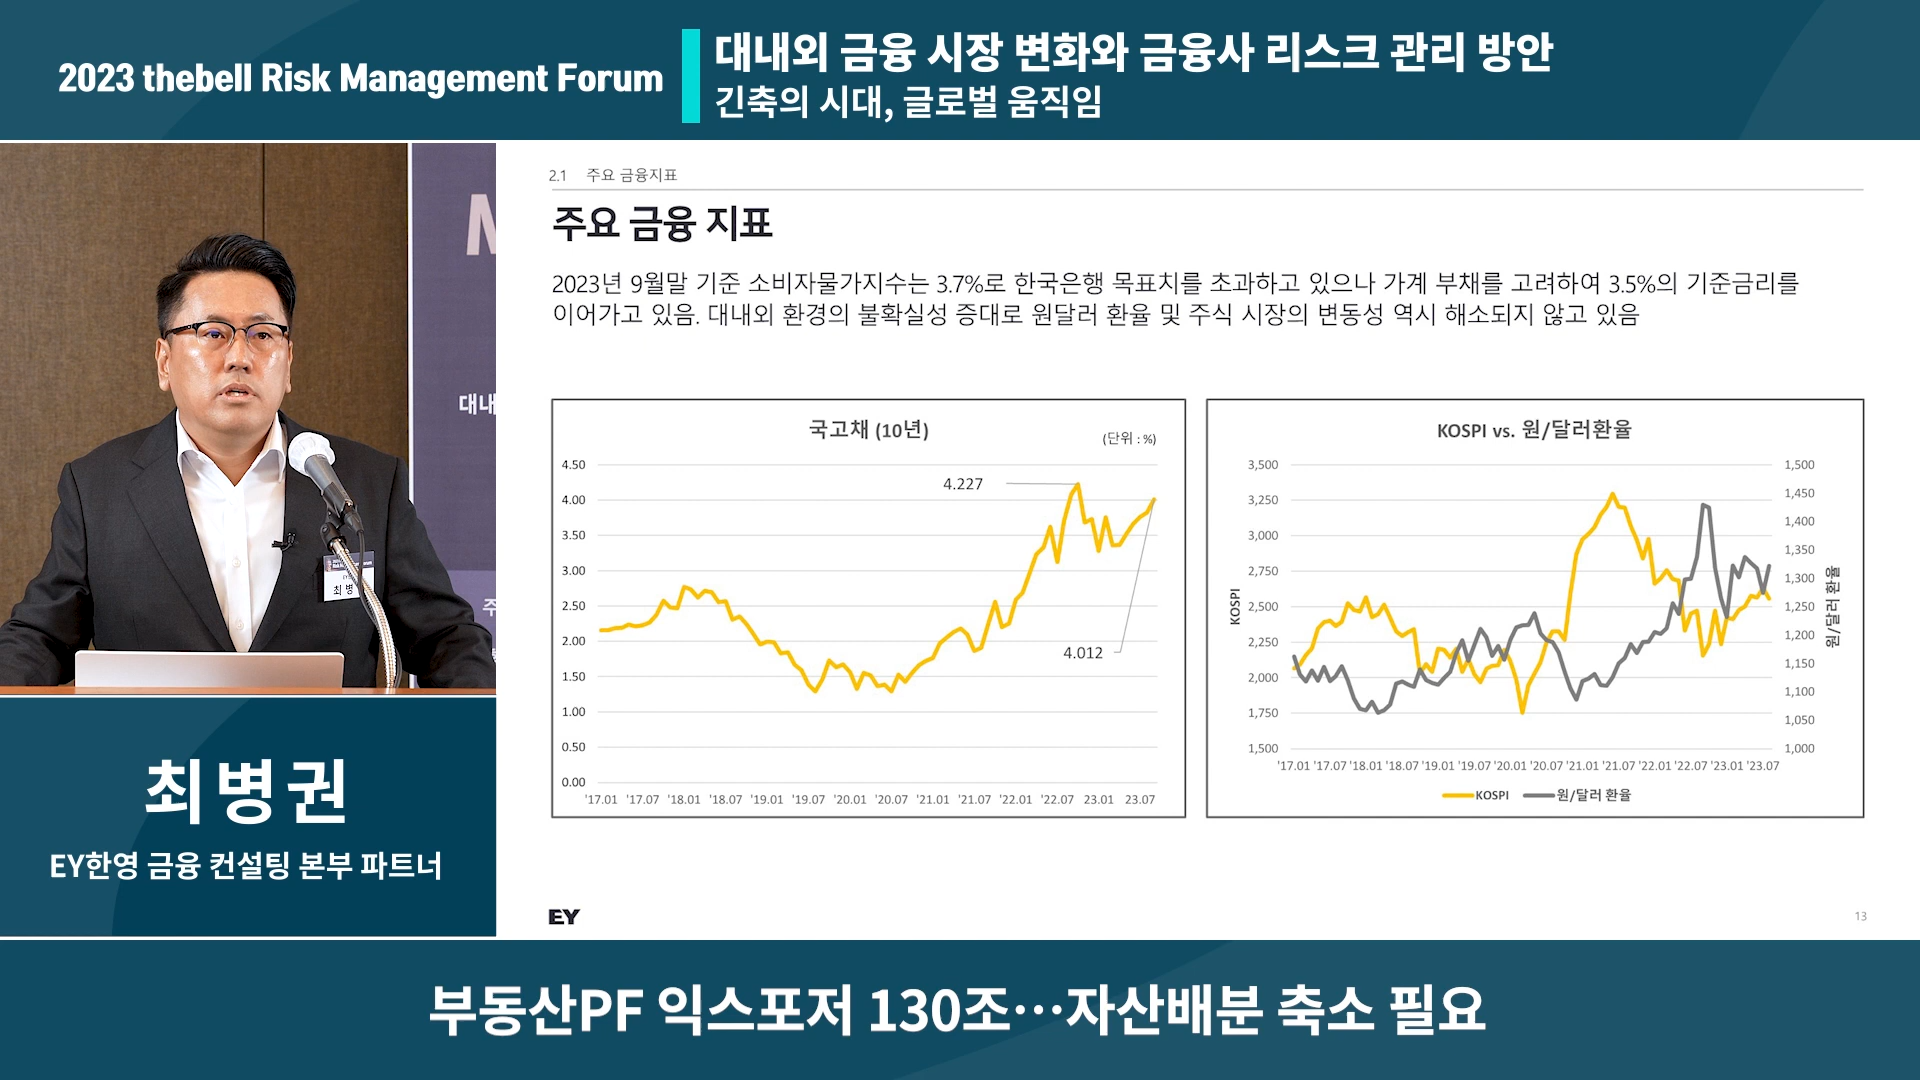 2023 thebell Risk Management Forum
대내외 금융 시장 변화와 금융사 리스크 관리 방안
긴축의 시대, 글로벌 움직임
M
대내
주
최병
최병권
EY한영 금융 컨설팅 본부 파트너
2.1 주요 금융지표
주요 금융 지표
2023년 9월말 기준 소비자물가지수는 3.7%로 한국은행 목표치를 초과하고 있으나 가계 부채를 고려하여 3.5%의 기준금리를
이어가고 있음. 대내외 환경의 불확실성 증대로 원달러 환율 및 주식 시장의 변동성 역시 해소되지 않고 있음
국고채 (10년)
(단위 : %)
4.50
4.00
3.50
3.00
2.50
2.00
1.50
1.00
0.50
0.00
4.227
4.012
'17.01 '17.07 '18.01 '18.07 '19.01 '19.07 '20.01 '20.07 '21.01 '21.07 '22.01 '22.07 23.01 23.07
KOSPI vs. 원/달러환율
KOSPI
3,500
3,250
3,000
2,750
2,500
2,250
2,000
1,750
1,500
1,500
1,450
1,400
1,350
1,300
1,250
1,200
1,150
1,100
1,050
1,000
원/달러 환율
'17.01 '17.07 '18.01 '18.07 '19.01 '19.07 '20.01 '20.07 '21.01 '21.07 '22.01 '22.07 '23.01 '23.07
KOSPI 원/달러 환율
EY
13
부동산PF 익스포저 130조…자산배분 축소 필요